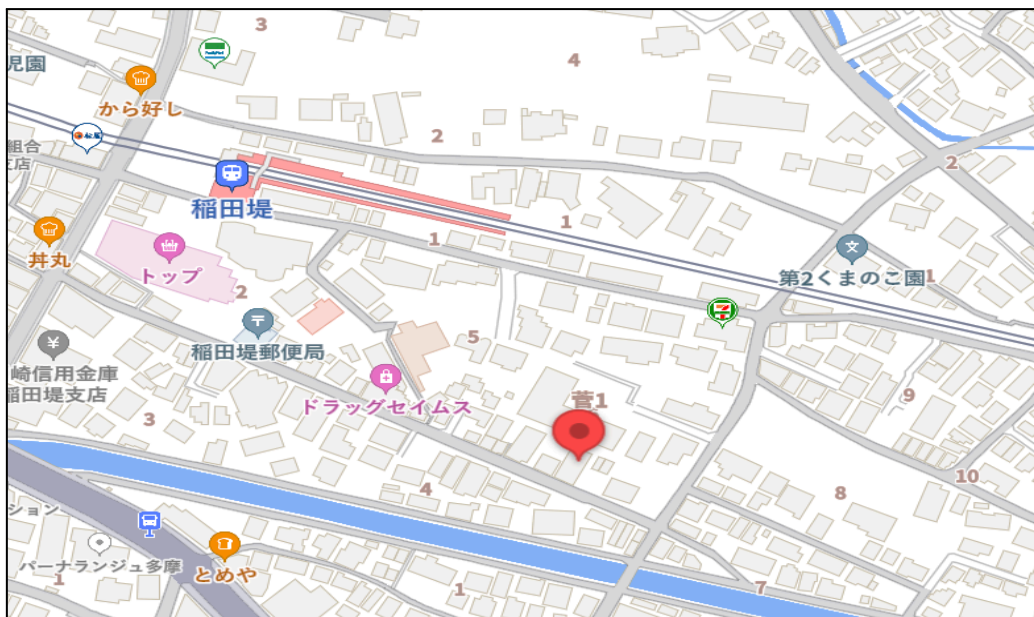 3
FamilyMart
児園
4
から好し
松屋
組合
支店
2
2
稲田堤
1
1
丼丸
トップ
第2くまのこ園
1
2
稲田堤郵便局
5
崎信用金庫
稲田堤支店
ドラッグセイムス
菅1
9
3
4
10
8
ション
パーナランジュ多摩
1
とめや
1
7